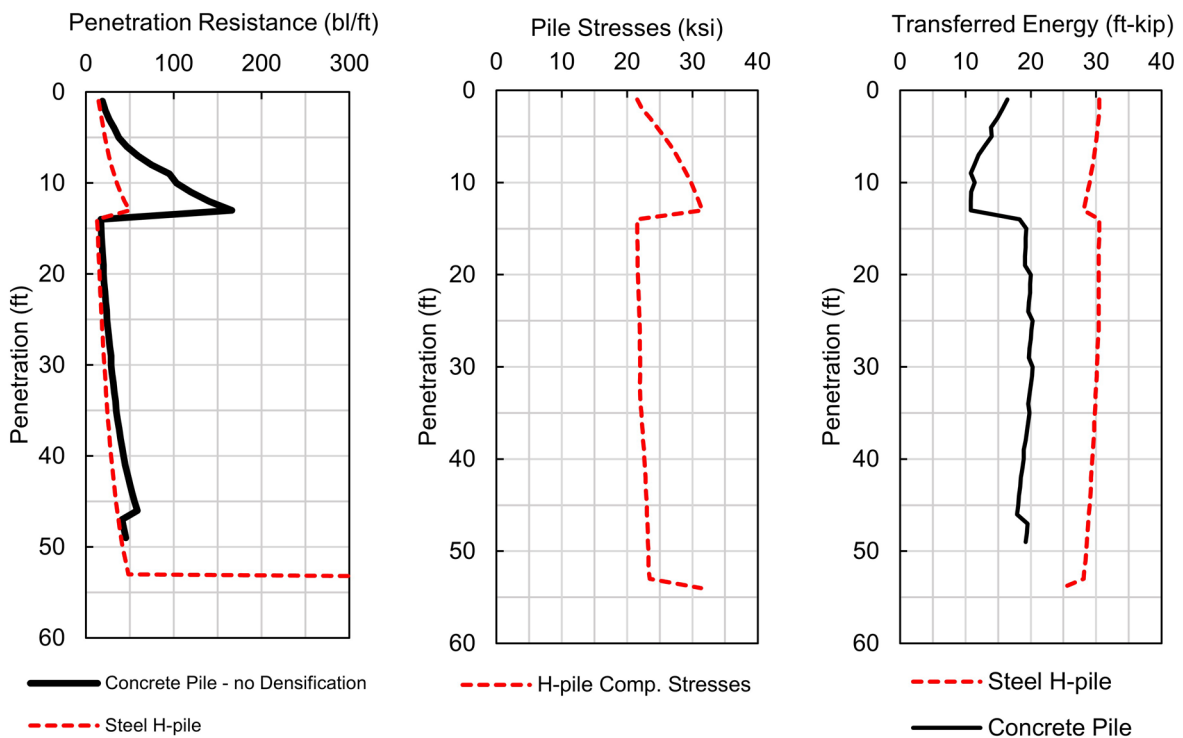 Penetration Resistance (bl/ft)
0 100 200 300
0
10
20
30
40
50
60
Penetration (ft)
Concrete Pile - no Densification
Steel H-pile
Pile Stresses (ksi)
0 10 20 30 40
0
10
20
30
40
50
60
Penetration (ft)
H-pile Comp. Stresses
Transferred Energy (ft-kip)
0 10 20 30 40
0
10
20
30
40
50
60
Penetration (ft)
Steel H-pile
Concrete Pile